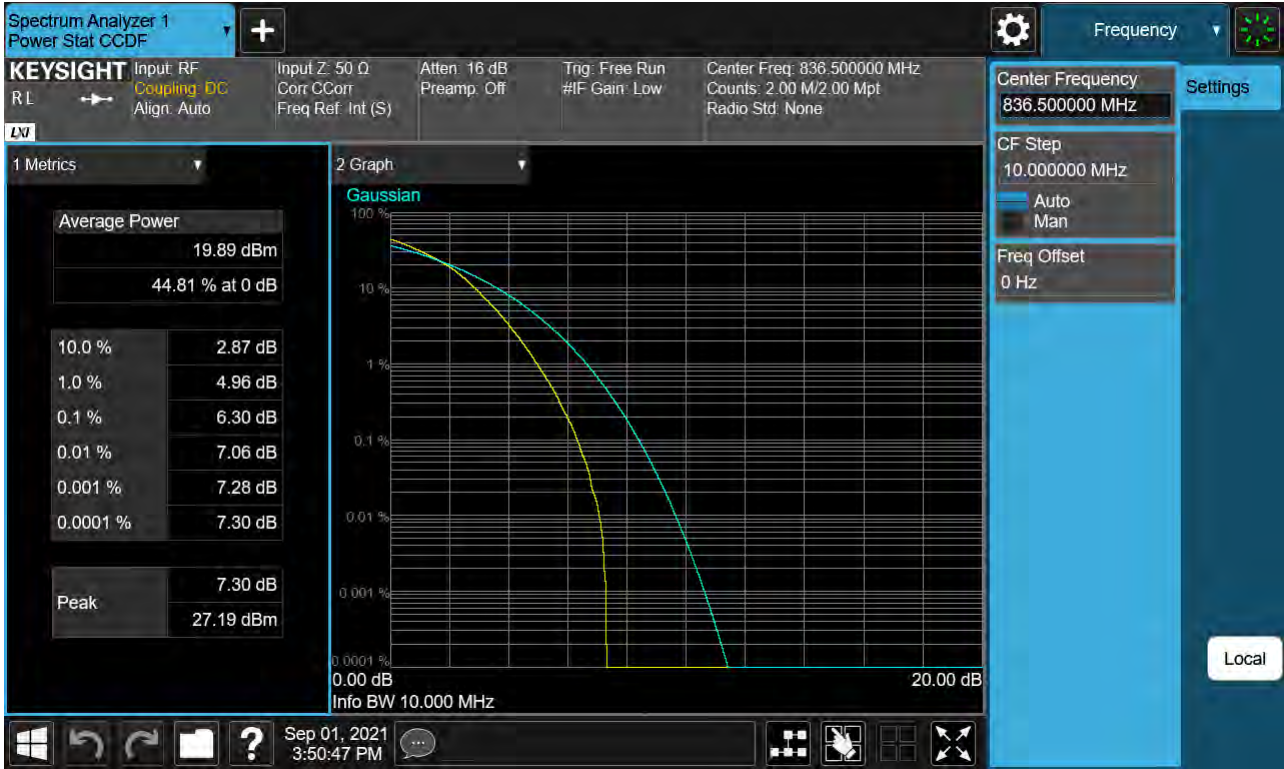 Spectrum Analyzer 1
Power Stat CCDF
Frequency
KEYSIGHT
R L
LXI
Input: RF
Coupling: DC
Align: Auto
Input Z: 50 Ω
Corr CCorr
Freq Ref: Int (S)
Atten: 16 dB
Preamp: Off
Trig: Free Run
#IF Gain: Low
Center Freq: 836.500000 MHz
Counts: 2.00 M/2.00 Mpt
Radio Std: None
Center Frequency
836.500000 MHz
Settings
CF Step
10.000000 MHz
Auto
Man
Freq Offset
0 Hz
1 Metrics
Average Power
19.89 dBm
44.81 % at 0 dB
10.0 % 2.87 dB
1.0 % 4.96 dB
0.1 % 6.30 dB
0.01 % 7.06 dB
0.001 % 7.28 dB
0.0001 % 7.30 dB
Peak
7.30 dB
27.19 dBm
2 Graph
Gaussian
100 %
10 %
1 %
0.1 %
0.01 %
0.001 %
0.0001 %
0.00 dB 20.00 dB
Info BW 10.000 MHz
Local
?
Sep 01, 2021
3:50:47 PM